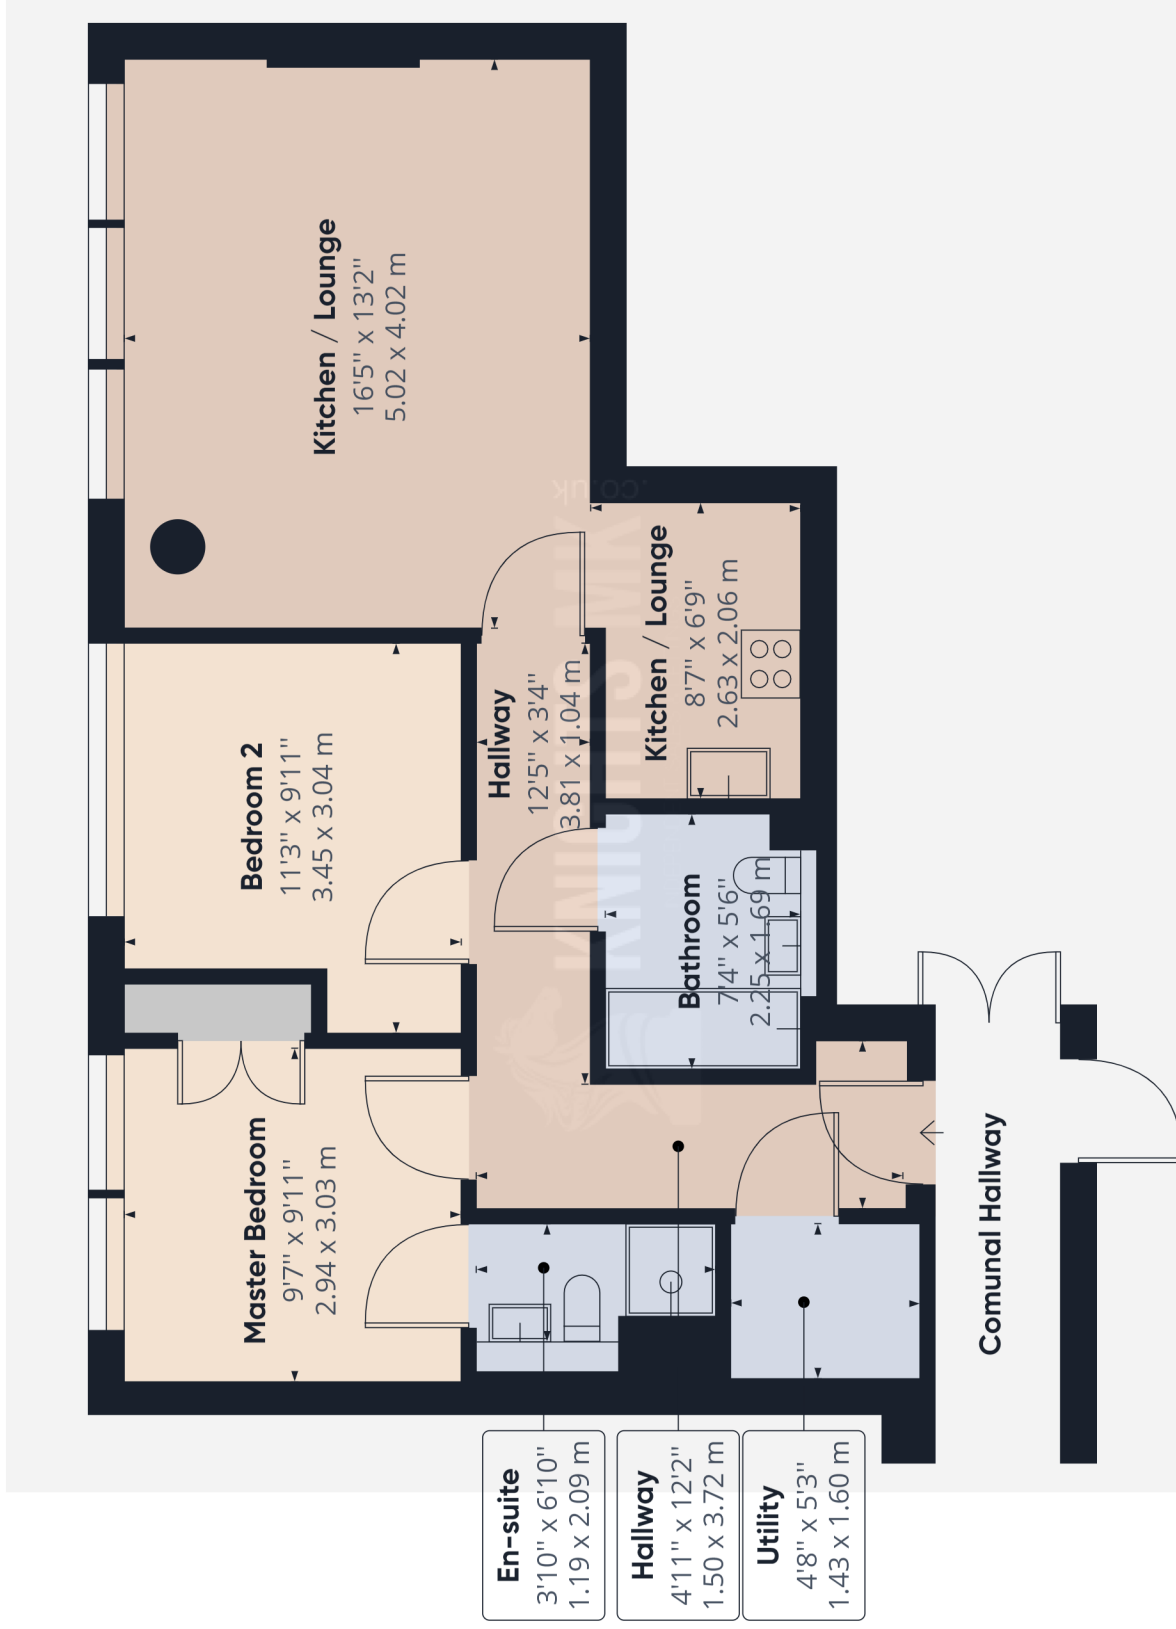 Kitchen / Lounge
16'5" x 13'2"
5.02 x 4.02 m
Bedroom 2
11'3" x 9'11"
3.45 x 3.04 m
Hallway
12'5" x 3'4"
3.81 x 1.04 m
Kitchen / Lounge
8'7" x 6'9"
2.63 x 2.06 m
Bathroom
7'4" x 5'6"
2.25 x 1.69 m
Master Bedroom
9'7" x 9'11"
2.94 x 3.03 m
Comunal Hallway
En-suite
3'10" x 6'10"
1.19 x 2.09 m
Hallway
4'11" x 12'2"
1.50 x 3.72 m
Utility
4'8" x 5'3"
1.43 x 1.60 m
.co.uk